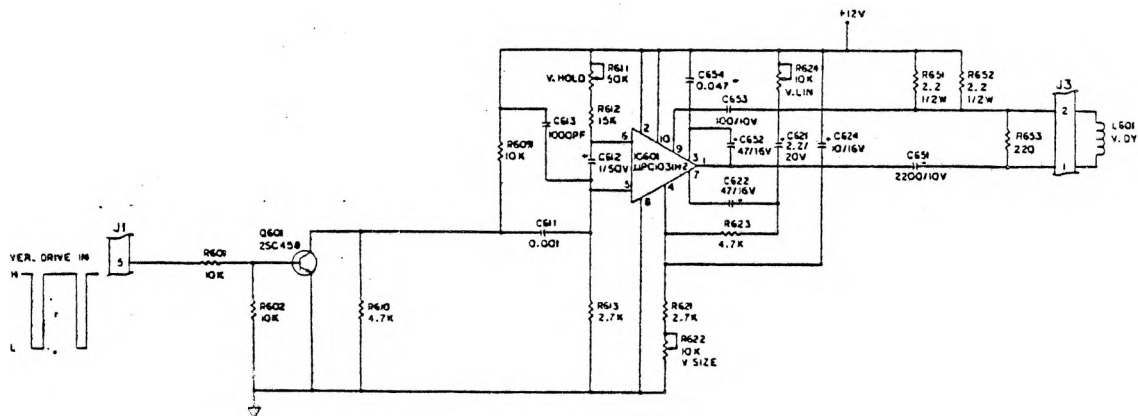 +12V
R611
50K
V. HOLD
C654
0.047
R624
10K
V.LIN
R651
2.2
1/2W
R652
2.2
1/2W
J3
2
1
L601
V. DY
R612
15K
C653
100/10V
C613
1000PF
6
2
10
9
C652
47/16V
C621
2.2/
20V
C624
10/16V
R653
220
R609
10K
C612
1/50V
IC601
UPC1031H2
3
1
7
5
4
8
C651
2200/10V
C622
47/16V
R623
4.7K
C611
0.001
J1
5
Q601
2SC458
VER. DRIVE IN
H
L
R601
10K
R602
10K
R610
4.7K
R613
2.7K
R621
2.7K
R622
10K
V SIZE